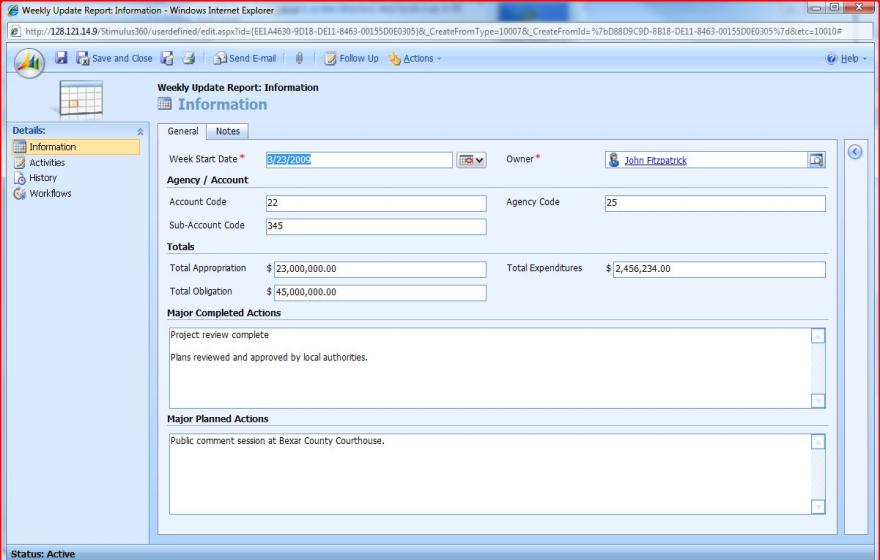 Weekly Update Report: Information - Windows Internet Explorer
http://128.121.14.9/Stimulus360/userdefined/edit.aspx?id={EE1A4630-9D18-DE11-8463-00155D0E0305}&_CreateFromType=10007&_CreateFromId=%7bD88D9C9D-8B18-DE11-8463-00155D0E0305%7d&etc=10010#
Save and Close Send E-mail Follow Up Actions Help
Weekly Update Report: Information
Information
Details:
Information
Activities
History
Workflows
General Notes
Week Start Date * 3/23/2009 Owner * John Fitzpatrick
Agency / Account
Account Code 22 Agency Code 25
Sub-Account Code 345
Totals
Total Appropriation $ 23,000,000.00 Total Expenditures $ 2,456,234.00
Total Obligation $ 45,000,000.00
Major Completed Actions
Project review complete
Plans reviewed and approved by local authorities.
Major Planned Actions
Public comment session at Bexar County Courthouse.
Status: Active